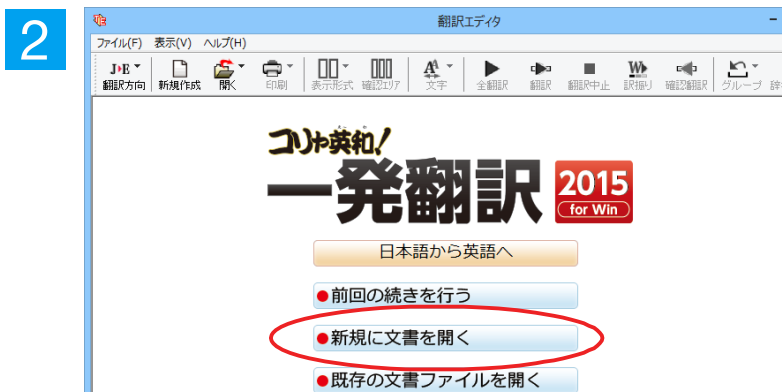 2
翻訳エディタ
ファイル(F) 表示(V) ヘルプ(H)
J▸E
翻訳方向 新規作成 開く 印刷 表示形式 確認エリア 文字 全翻訳 翻訳 翻訳中止 訳振り 確認翻訳 グループ
コリャ英和!
一発翻訳 2015
for Win
日本語から英語へ
●前回の続きを行う
●新規に文書を開く
●既存の文書ファイルを開く